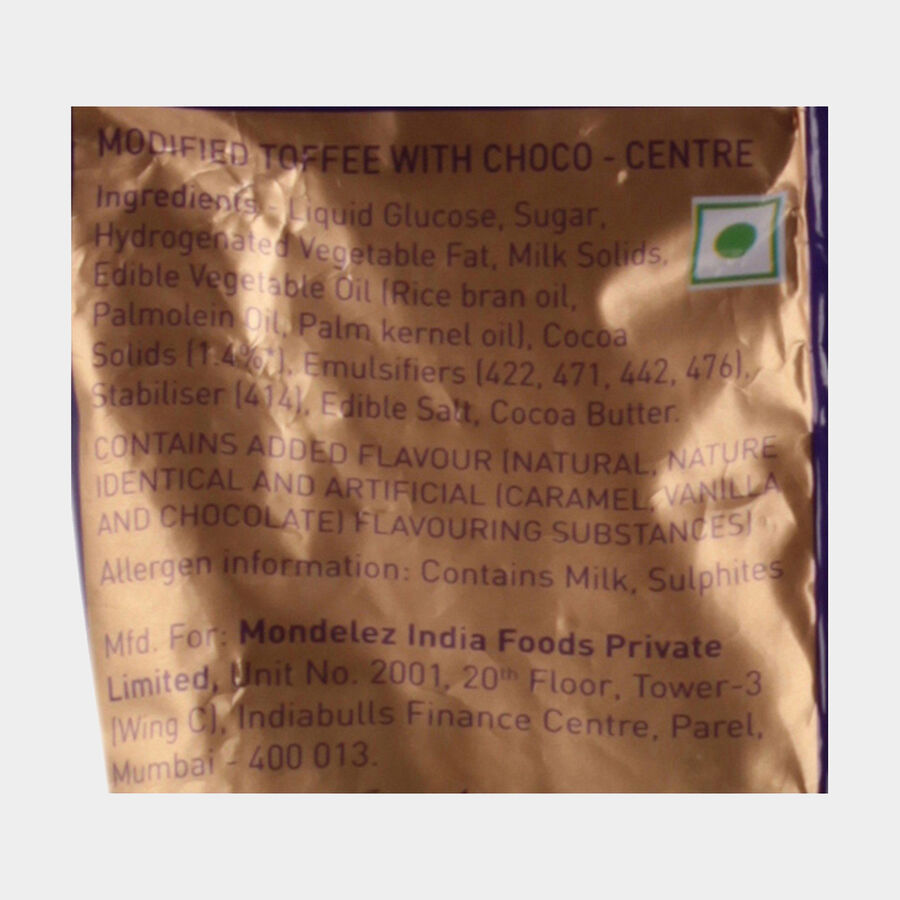 MODIFIED TOFFEE WITH CHOCO - CENTRE
Ingredients - Liquid Glucose, Sugar,
Hydrogenated Vegetable Fat, Milk Solids,
Edible Vegetable Oil (Rice bran oil,
Palmolein Oil, Palm kernel oil), Cocoa
Solids (1.4%*), Emulsifiers (422, 471, 442, 476),
Stabiliser (414), Edible Salt, Cocoa Butter.
CONTAINS ADDED FLAVOUR (NATURAL, NATURE
IDENTICAL AND ARTIFICIAL (CARAMEL, VANILLA
AND CHOCOLATE) FLAVOURING SUBSTANCES)
Allergen information: Contains Milk, Sulphites
Mfd. For: Mondelez India Foods Private
Limited, Unit No. 2001, 20th Floor, Tower-3
(Wing C), Indiabulls Finance Centre, Parel,
Mumbai - 400 013.